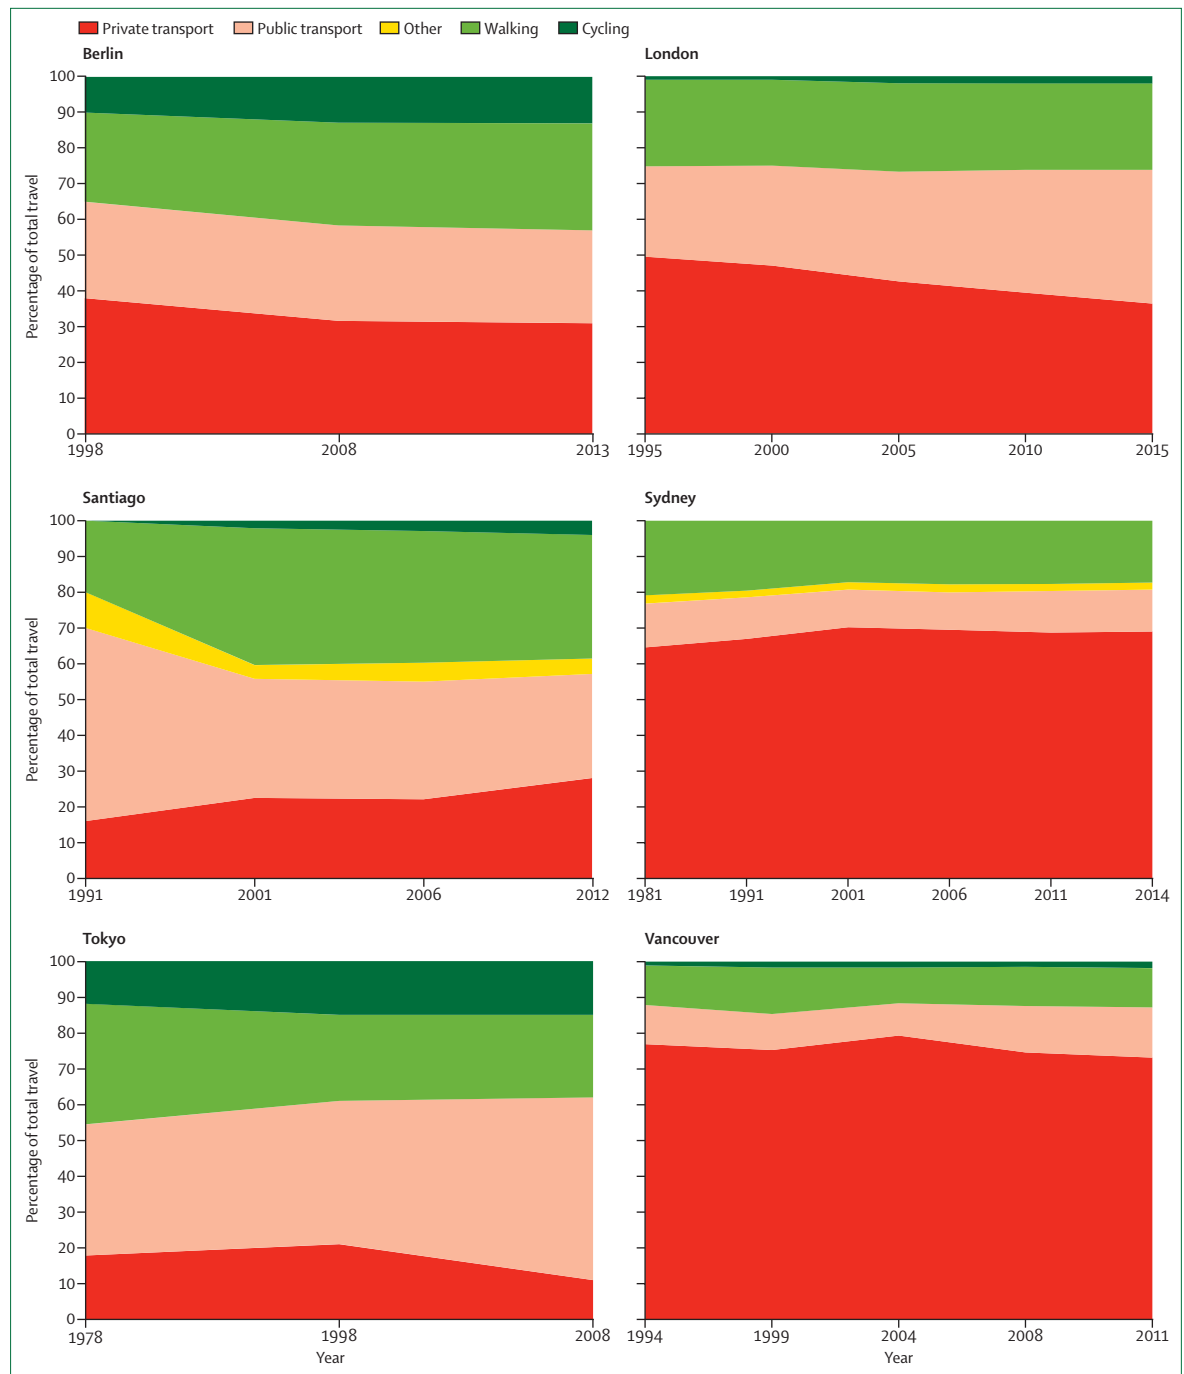 Private transport Public transport Other Walking Cycling
Berlin
Percentage of total travel
100
90
80
70
60
50
40
30
20
10
0
1998 2008 2013
London
1995 2000 2005 2010 2015
Santiago
Percentage of total travel
100
90
80
70
60
50
40
30
20
10
0
1991 2001 2006 2012
Sydney
1981 1991 2001 2006 2011 2014
Tokyo
Percentage of total travel
100
90
80
70
60
50
40
30
20
10
0
1978 1998 2008
Year
Vancouver
1994 1999 2004 2008 2011
Year